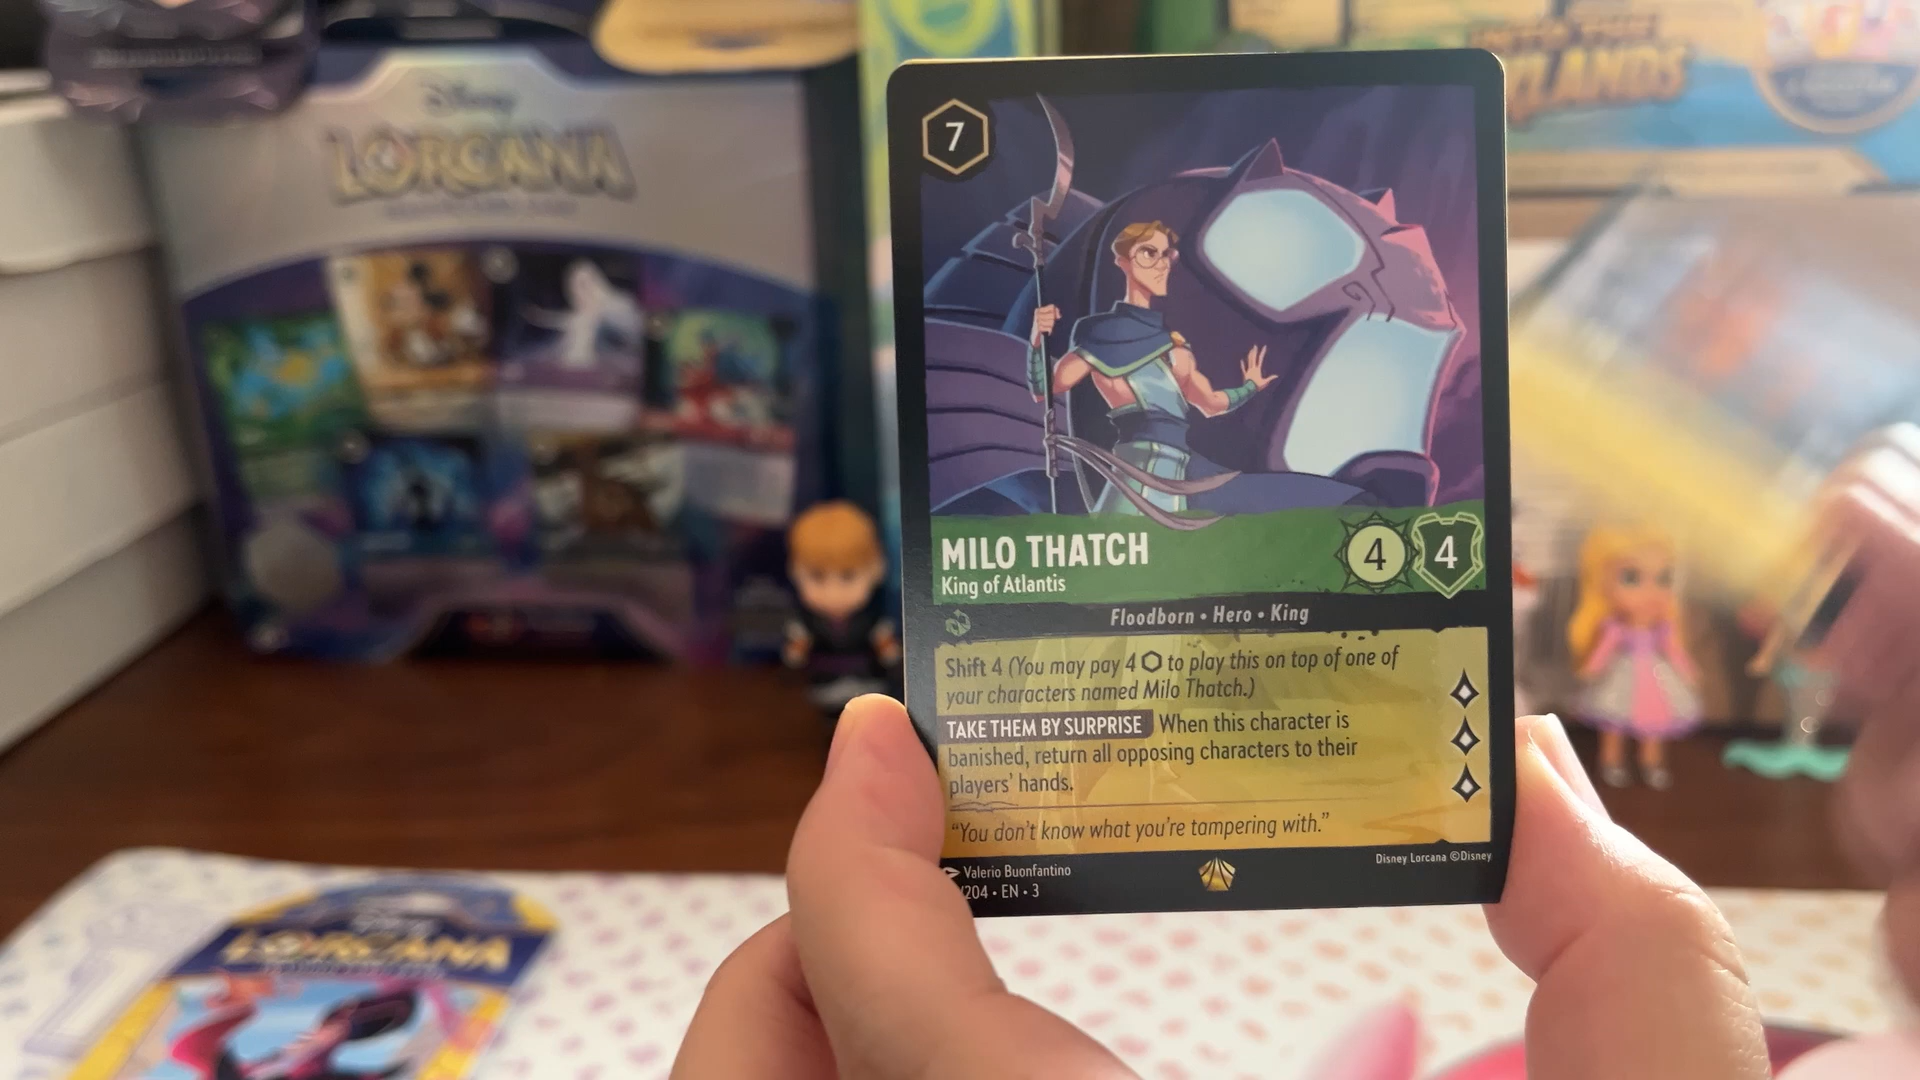 Disney
LORCANA
INTO THE
7
MILO THATCH
King of Atlantis
4
4
Floodborn • Hero • King
Shift 4 (You may pay 4 ⬡ to play this on top of one of
your characters named Milo Thatch.)
TAKE THEM BY SURPRISE When this character is
banished, return all opposing characters to their
players' hands.
"You don't know what you're tampering with."
Valerio Buonfantino
Disney Lorcana ©Disney
/204 • EN • 3
LORCANA